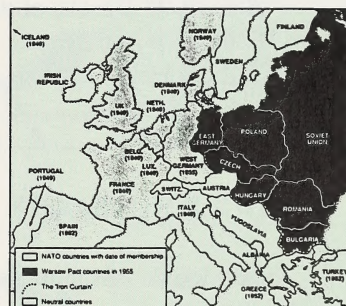 ICELAND
(1949)
NORWAY
(1949)
FINLAND
SWEDEN
IRISH
REPUBLIC
DENMARK
(1949)
UK
(1949)
NETH.
(1949)
EAST
GERMANY
POLAND
SOVIET
UNION
BELG.
(1949)
LUX.
(1949)
WEST
GERMANY
(1955)
CZECH.
PORTUGAL
(1949)
FRANCE
(1949)
SWITZ.
AUSTRIA
HUNGARY
ITALY
(1949)
ROMANIA
SPAIN
(1982)
YUGOSLAVIA
BULGARIA
ALBANIA
TURKEY
(1952)
GREECE
(1952)
NATO countries with date of membership
Warsaw Pact countries in 1955
The 'Iron Curtain'
Neutral countries